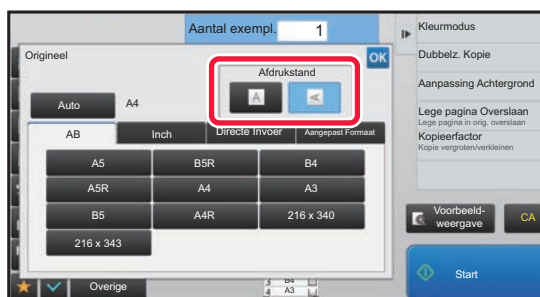 Aantal exempl. 1
Origineel
OK
Afdrukstand
A A
Auto A4
AB Inch Directe Invoer Aangepast Formaat
A5 B5R B4
A5R A4 A3
B5 A4R 216 x 340
216 x 343
Overige
3 B4
4 A3
Kleurmodus
Dubbelz. Kopie
Aanpassing Achtergrond
Lege pagina Overslaan
Lege pagina in orig. overslaan
Kopieerfactor
Kopie vergroten/verkleinen
Voorbeeld-
weergave
CA
Start